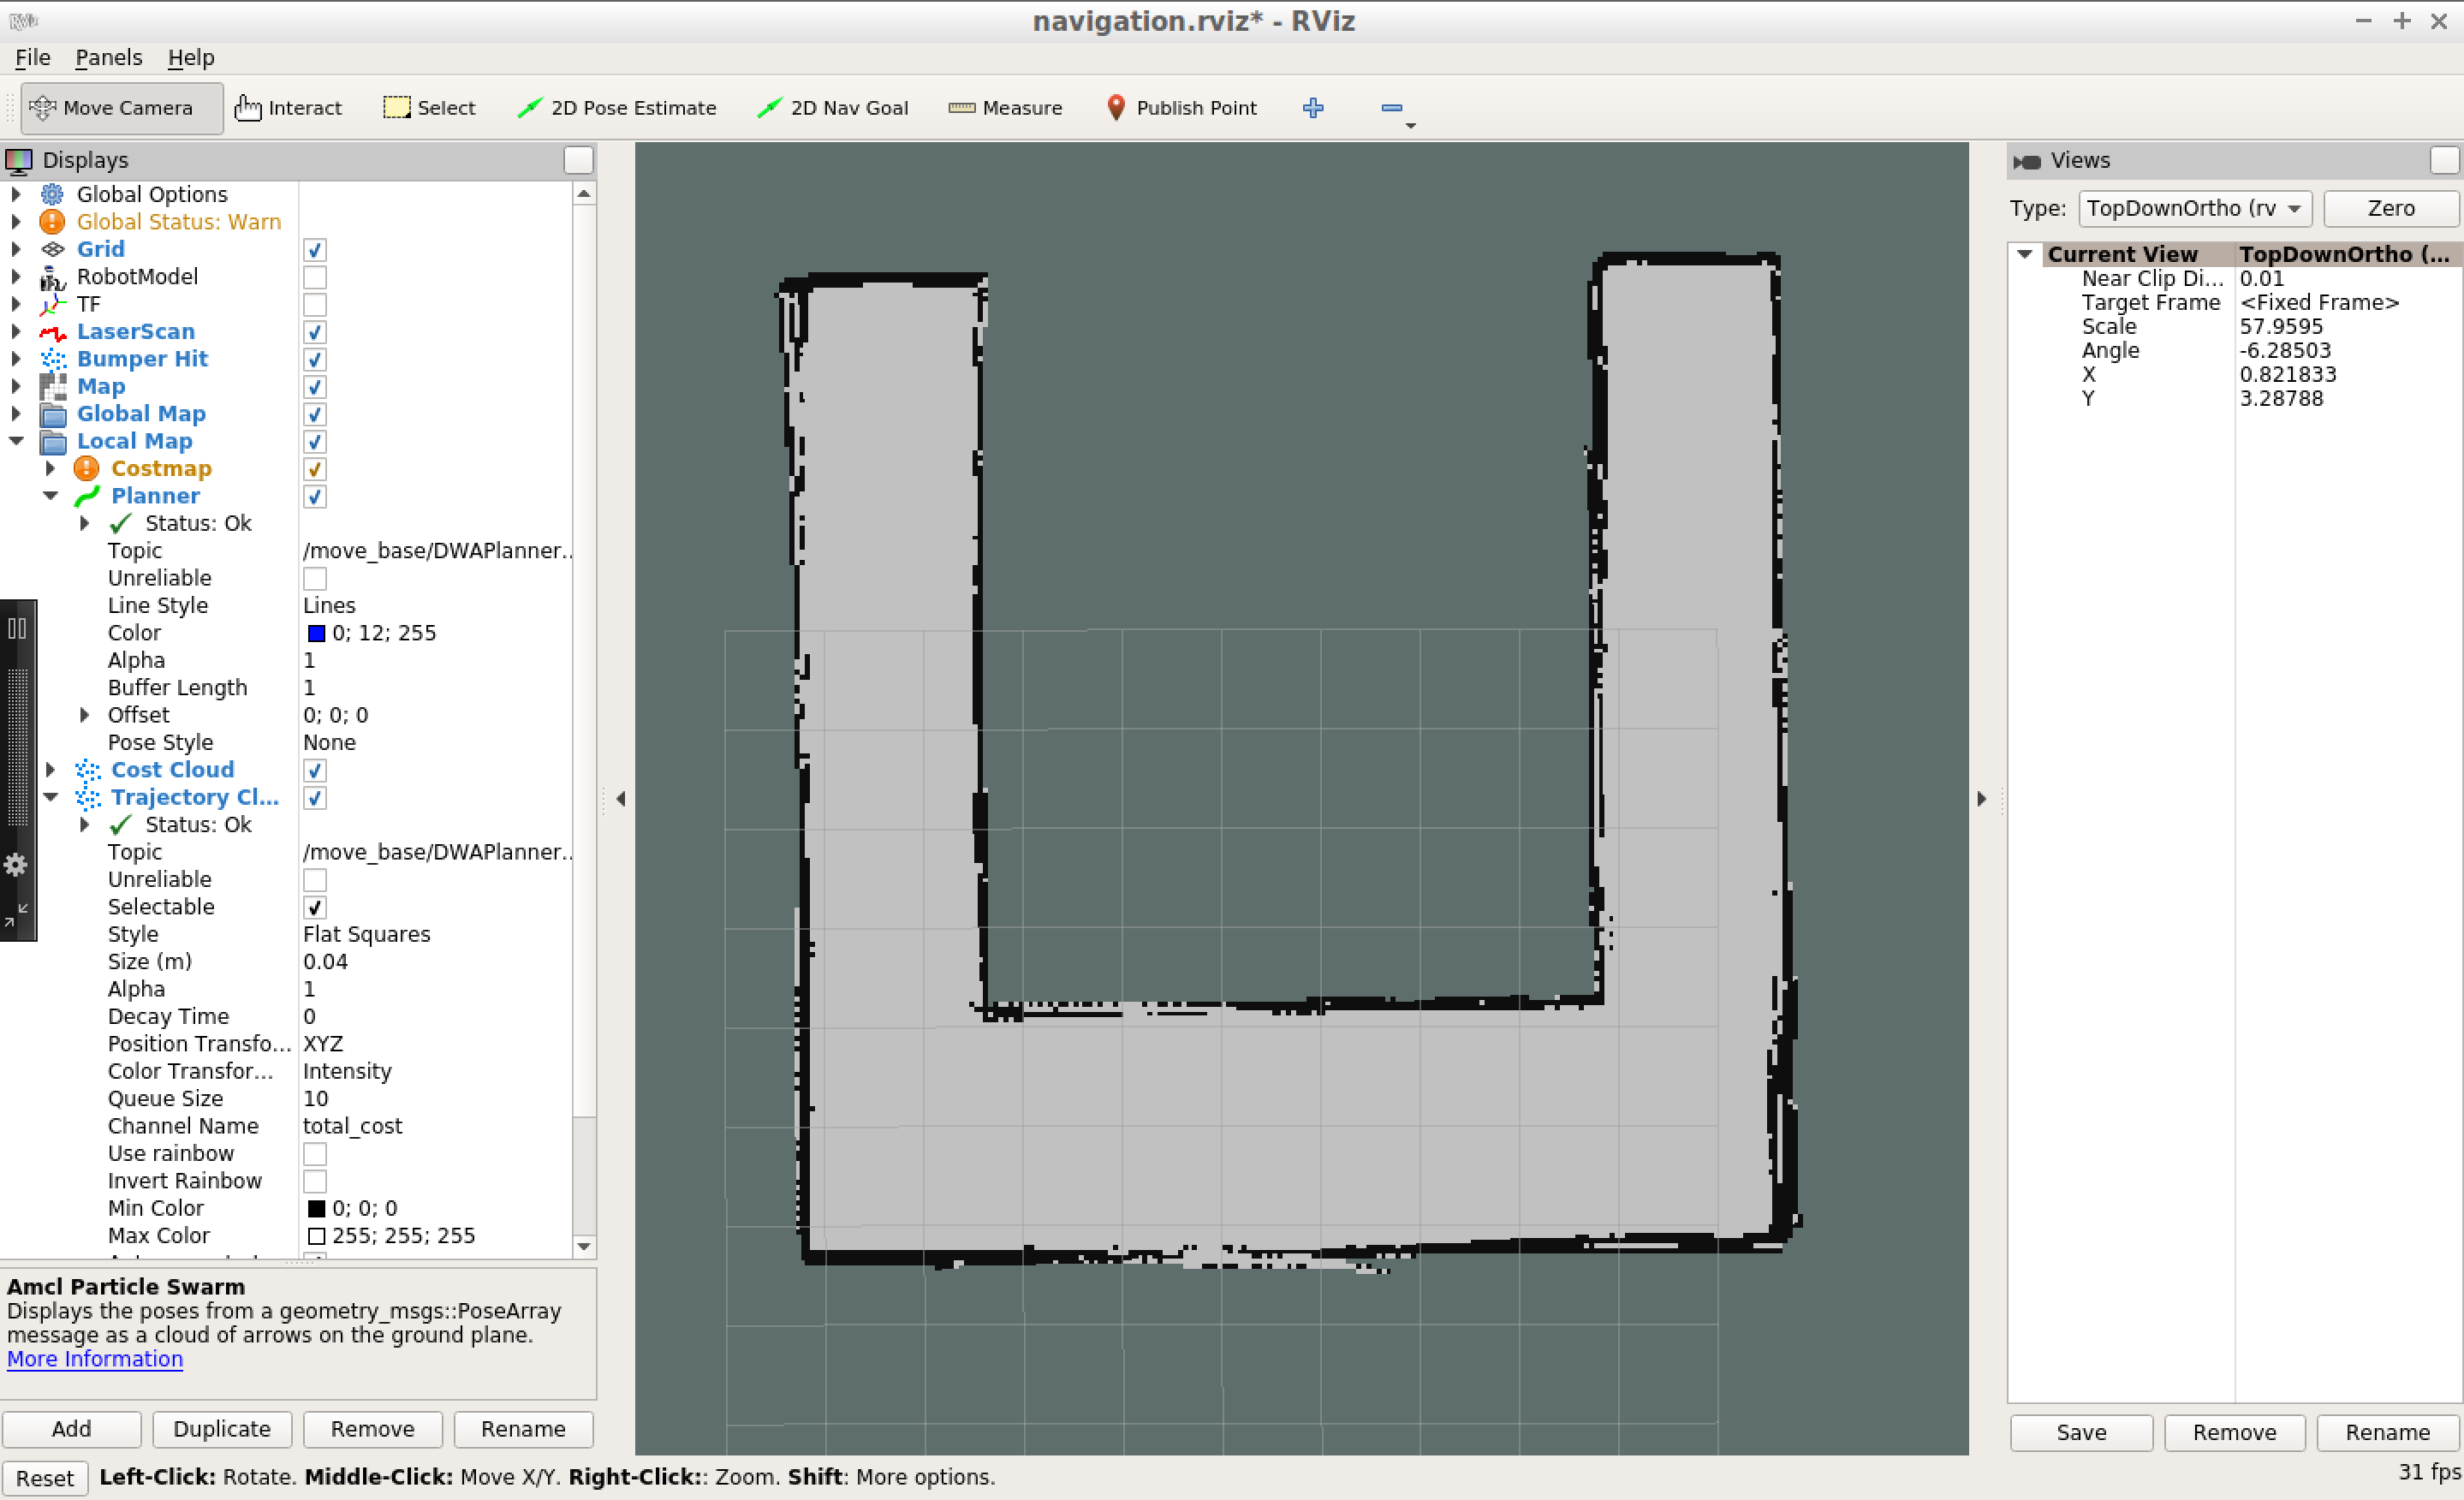 navigation.rviz* - RViz
File Panels Help
Move Camera Interact Select 2D Pose Estimate 2D Nav Goal Measure Publish Point
Displays
Global Options
Global Status: Warn
Grid
RobotModel
TF
LaserScan
Bumper Hit
Map
Global Map
Local Map
Costmap
Planner
Status: Ok
Topic /move_base/DWAPlanner..
Unreliable
Line Style Lines
Color 0; 12; 255
Alpha 1
Buffer Length 1
Offset 0; 0; 0
Pose Style None
Cost Cloud
Trajectory Cl...
Status: Ok
Topic /move_base/DWAPlanner..
Unreliable
Selectable
Style Flat Squares
Size (m) 0.04
Alpha 1
Decay Time 0
Position Transfo... XYZ
Color Transfor... Intensity
Queue Size 10
Channel Name total_cost
Use rainbow
Invert Rainbow
Min Color 0; 0; 0
Max Color 255; 255; 255
Amcl Particle Swarm
Displays the poses from a geometry_msgs::PoseArray
message as a cloud of arrows on the ground plane.
More Information
Add Duplicate Remove Rename
Views
Type: TopDownOrtho (rv Zero
Current View TopDownOrtho (...
Near Clip Di... 0.01
Target Frame <Fixed Frame>
Scale 57.9595
Angle -6.28503
X 0.821833
Y 3.28788
Save Remove Rename
Reset Left-Click: Rotate. Middle-Click: Move X/Y. Right-Click:: Zoom. Shift: More options.
31 fps